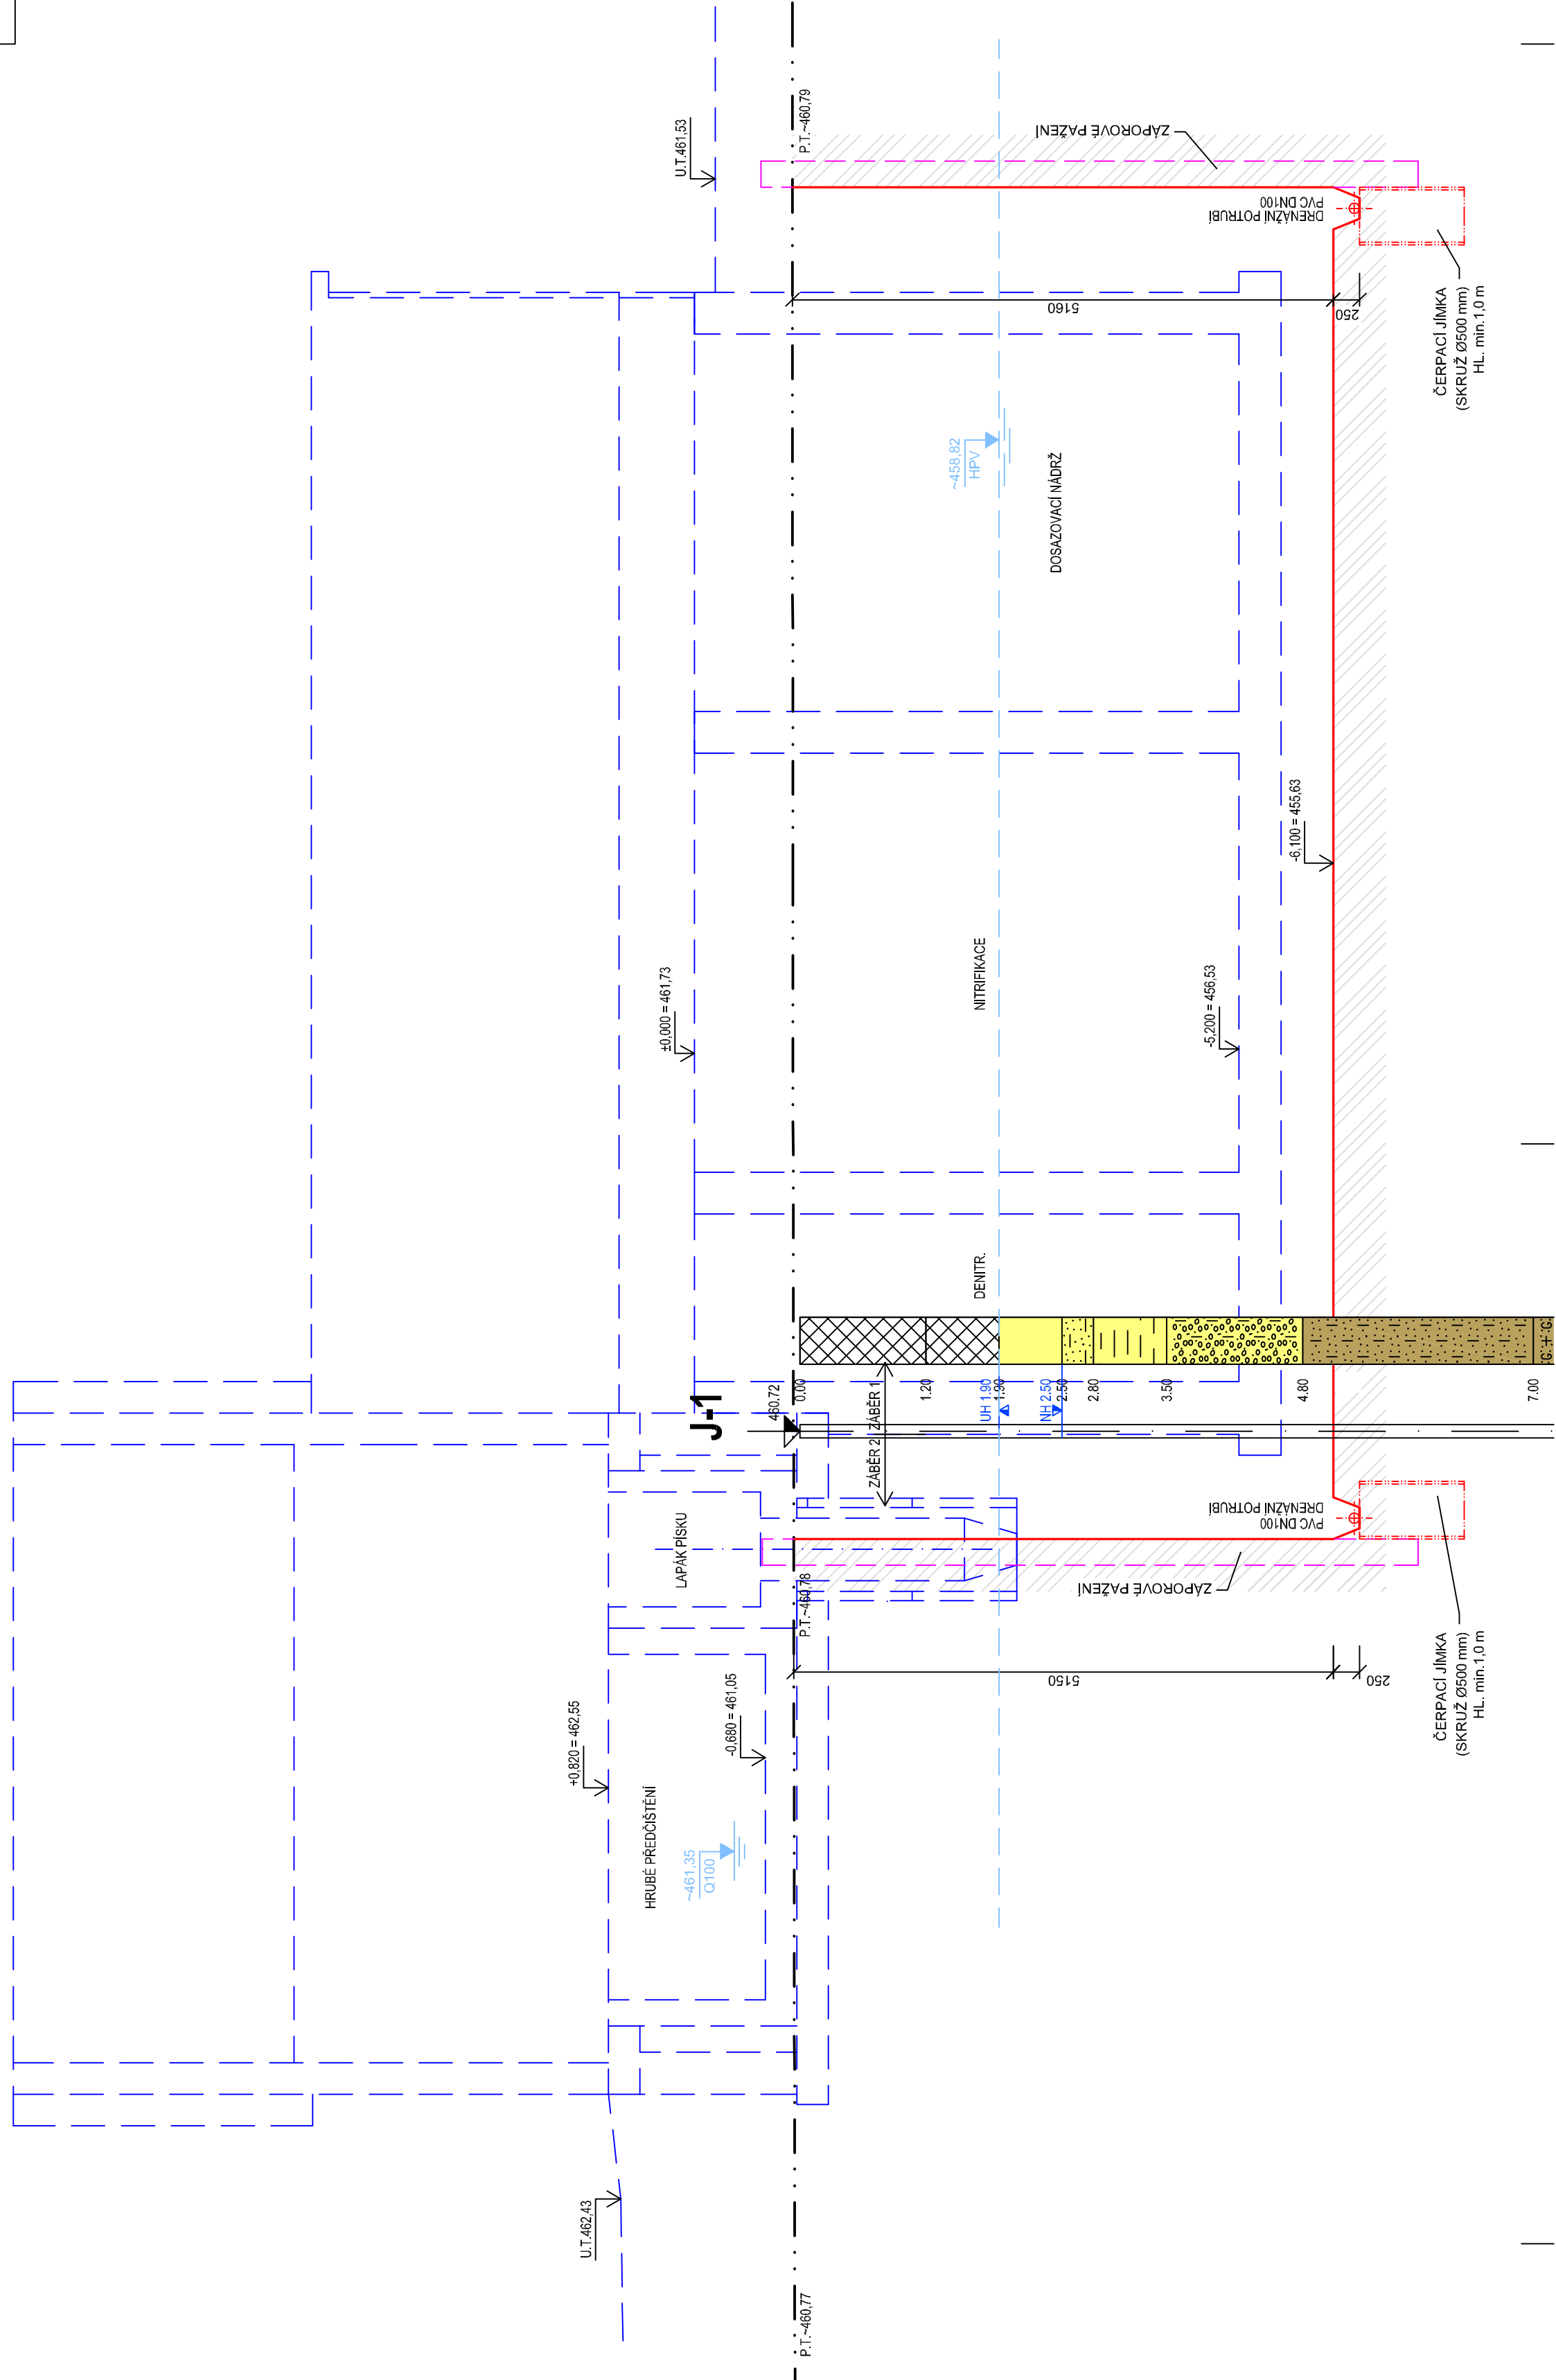 U.T.462,43
P.T.~460,77
+0,820 = 462,55
HRUBÉ PŘEDČIŠTĚNÍ
~461,35
Q100
-0,680 = 461,05
LAPÁK PÍSKU
P.T.~460,78
5150
250
ZÁPOROVÉ PAŽENÍ
DRENÁŽNÍ POTRUBÍ
PVC DN100
ČERPACÍ JÍMKA
(SKRUŽ Ø500 mm)
HL. min.1,0 m
J-1
460.72
0.00
ZÁBĚR 2
ZÁBĚR 1
1.20
UH 1.90
1.90
NH 2.50
2.50
2.80
3.50
4.80
7.00
G + G
DENITR.
±0,000 = 461,73
NITRIFIKACE
-5,200 = 456,53
-6,100 = 455,63
~458,82
HPV
DOSAZOVACÍ NÁDRŽ
U.T.461,53
P.T.~460,79
5160
250
ZÁPOROVÉ PAŽENÍ
DRENÁŽNÍ POTRUBÍ
PVC DN100
ČERPACÍ JÍMKA
(SKRUŽ Ø500 mm)
HL. min.1,0 m